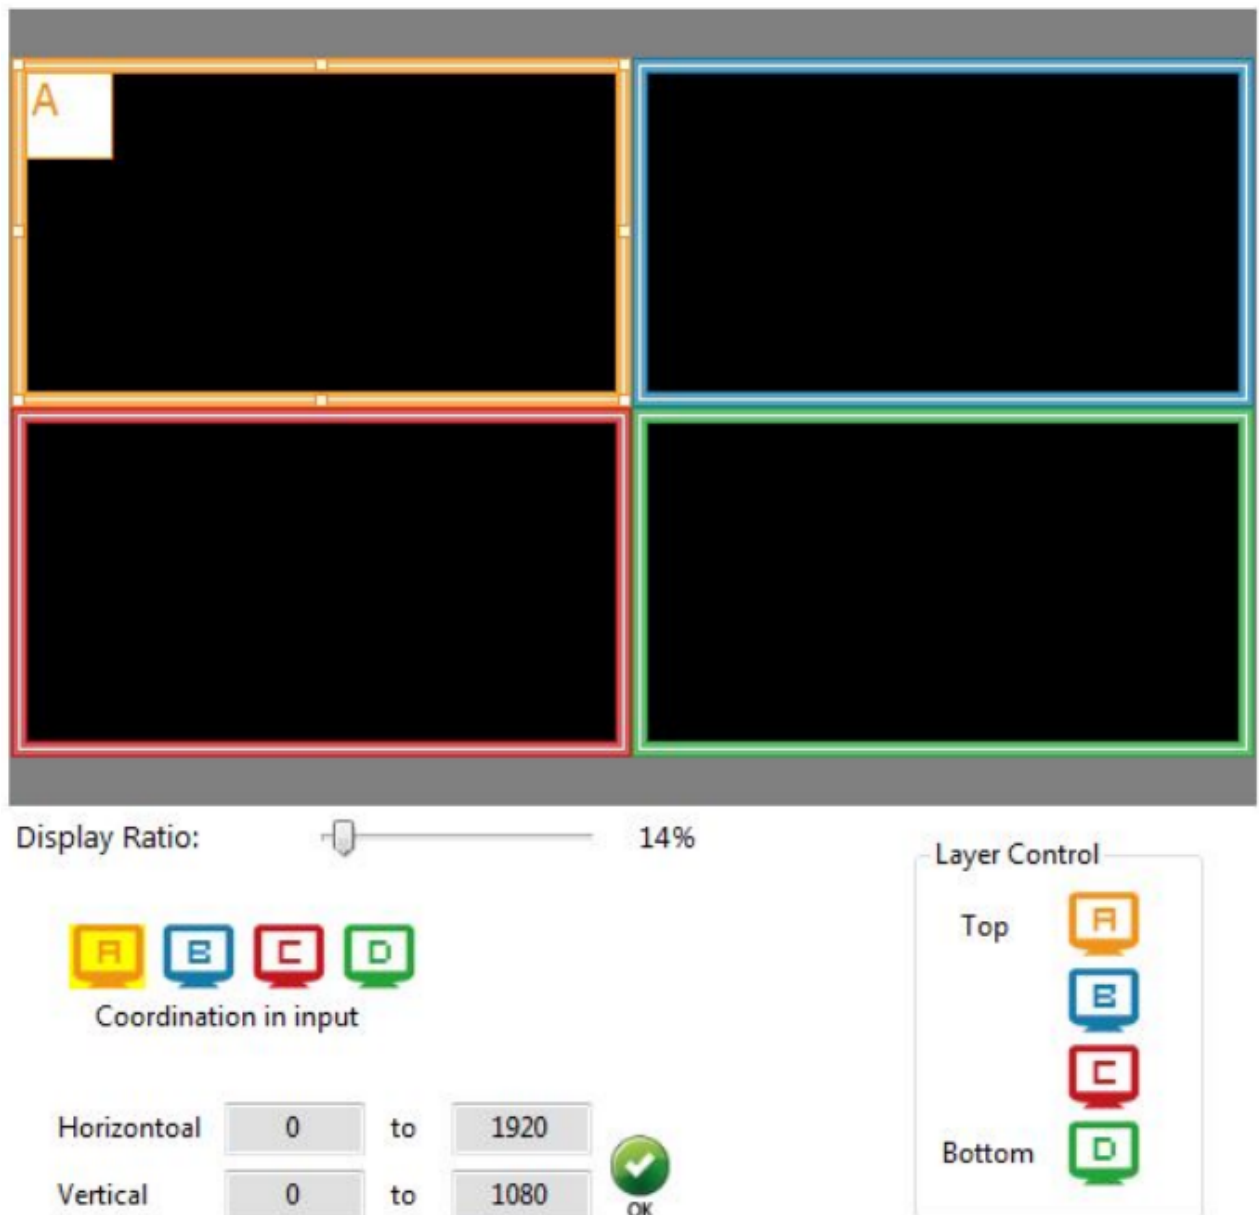 A
Display Ratio: 14%
Layer Control
Top A
A B C D
B
Coordination in input
C
Horizontoal 0 to 1920
Bottom D
Vertical 0 to 1080
OK